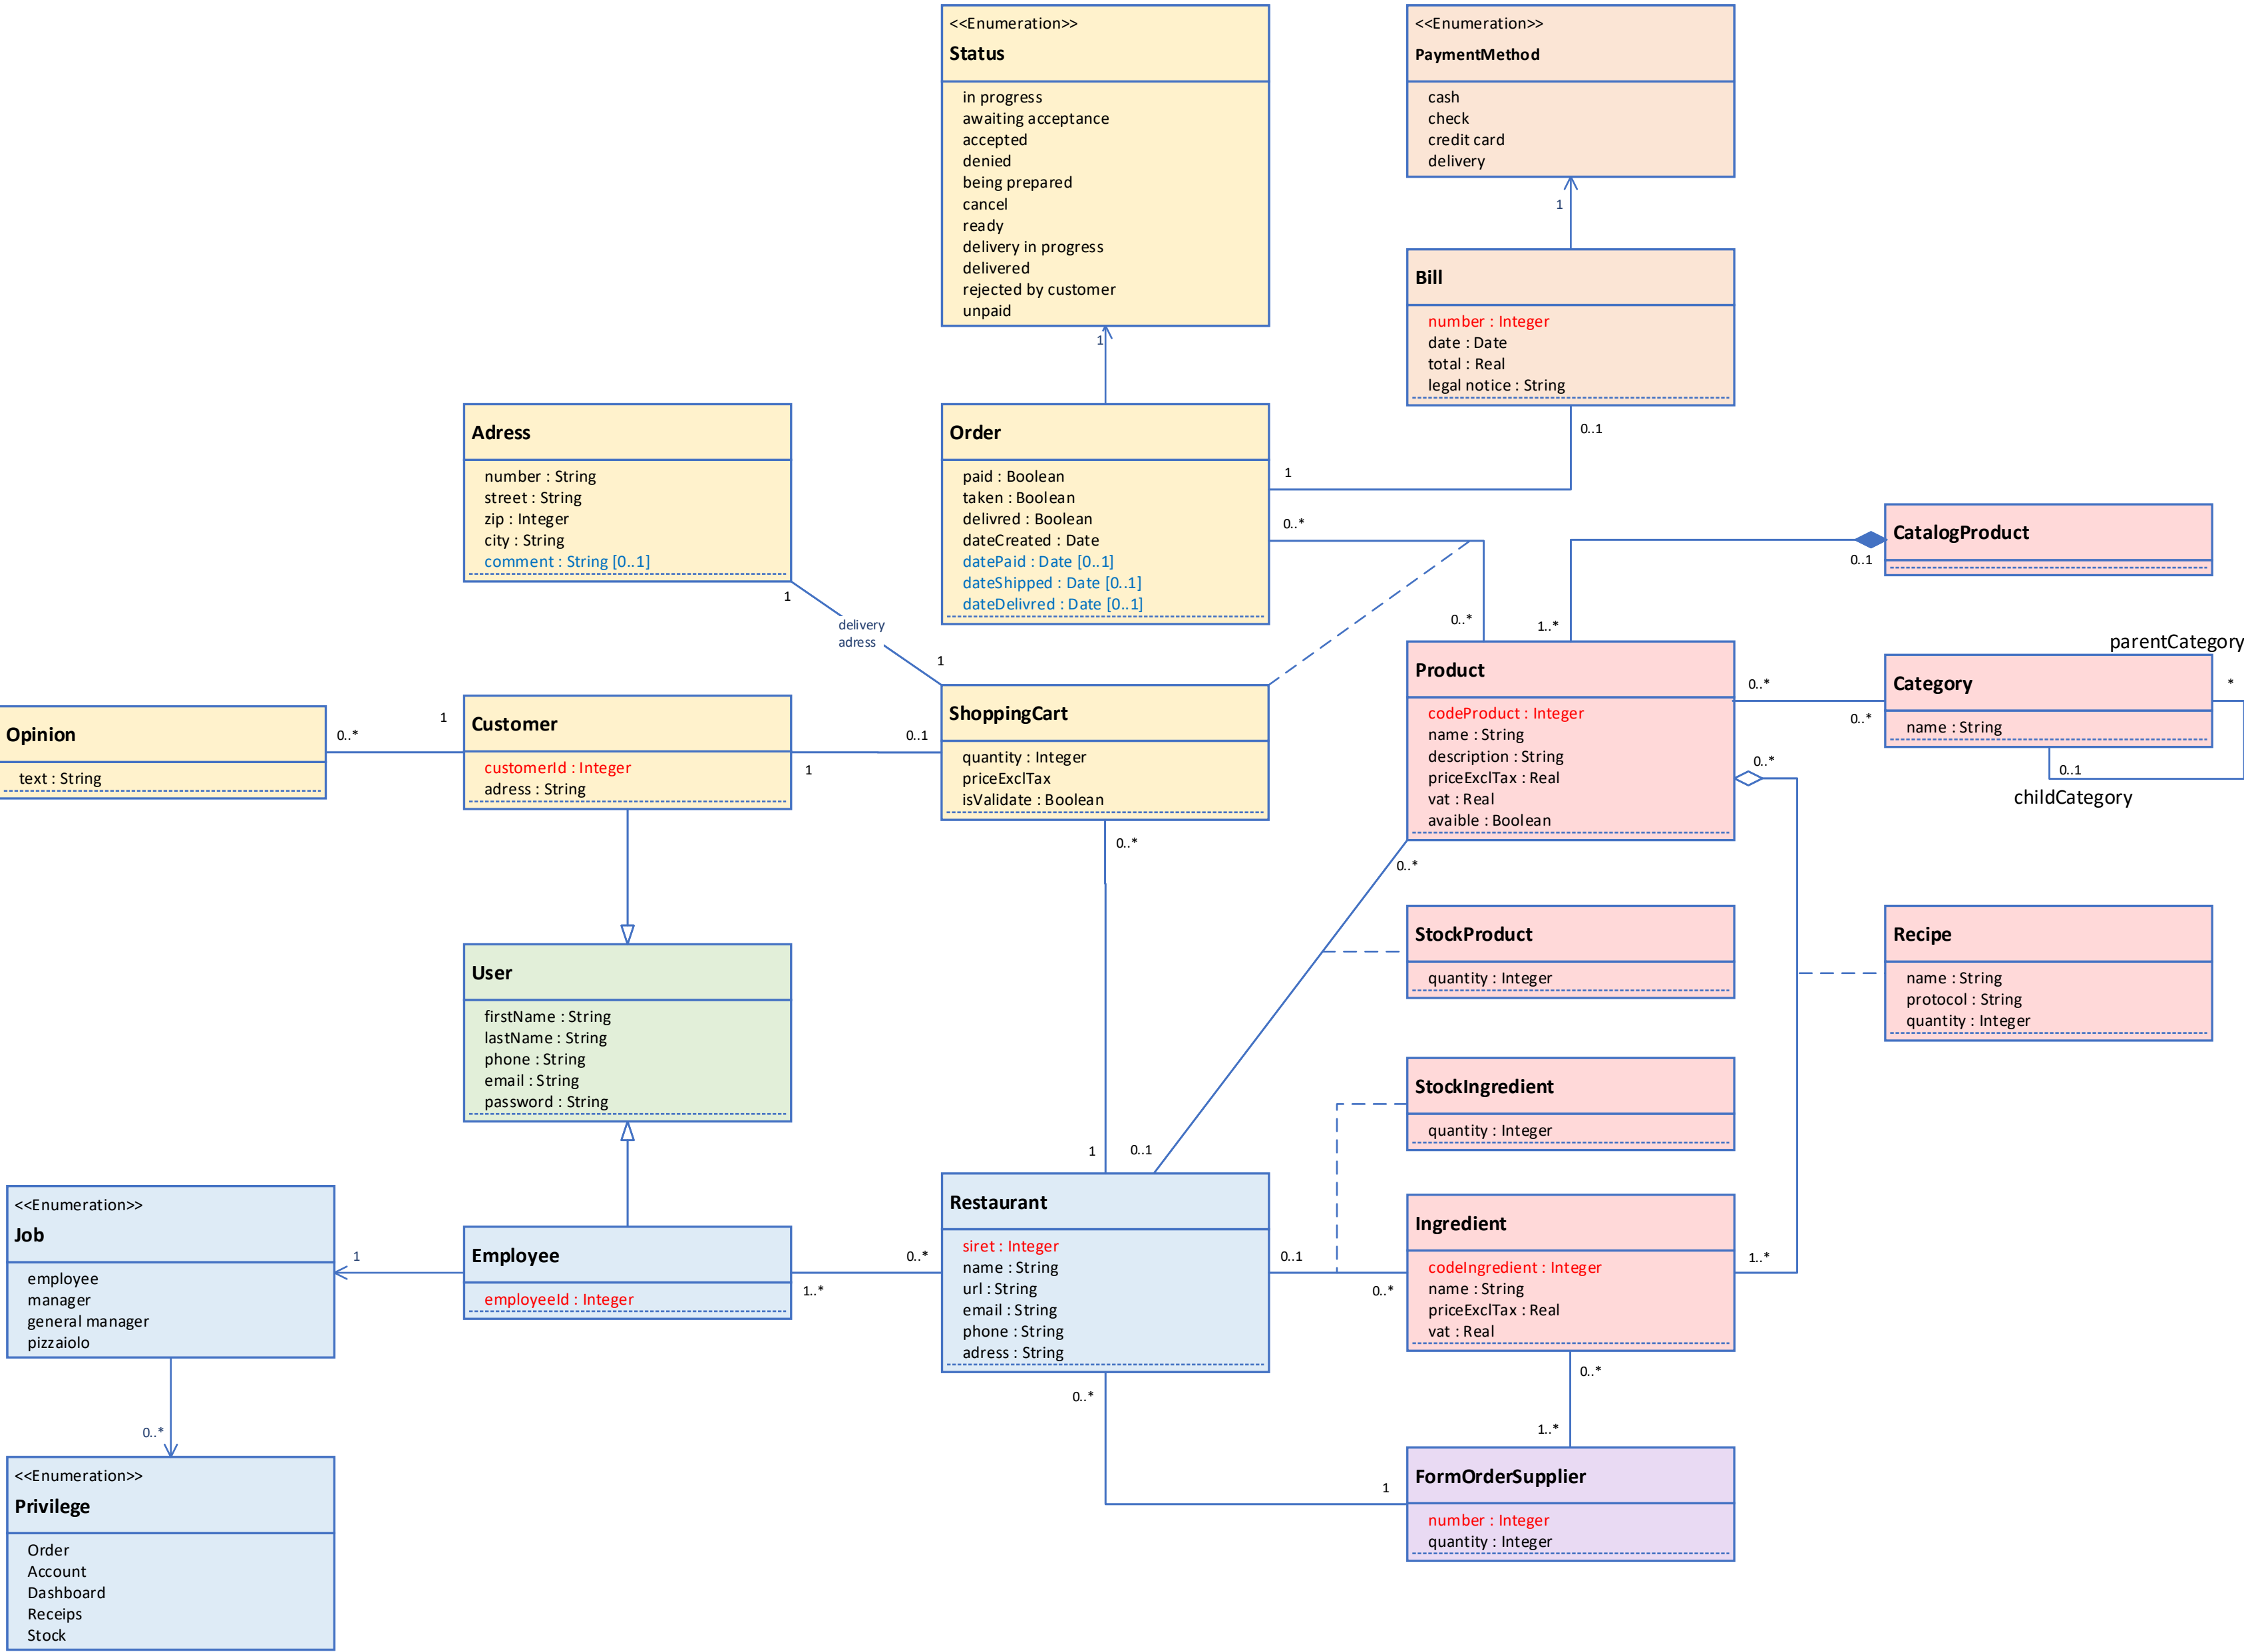 <<Enumeration>>
Status
in progress
awaiting acceptance
accepted
denied
being prepared
cancel
ready
delivery in progress
delivered
rejected by customer
unpaid
1
<<Enumeration>>
PaymentMethod
cash
check
credit card
delivery
1
Bill
number : Integer
date : Date
total : Real
legal notice : String
0..1
Adress
number : String
street : String
zip : Integer
city : String
comment : String [0..1]
1
delivery
adress
1
Order
paid : Boolean
taken : Boolean
delivred : Boolean
dateCreated : Date
datePaid : Date [0..1]
dateShipped : Date [0..1]
dateDelivred : Date [0..1]
1
0..*
0..*
1..*
CatalogProduct
0..1
Opinion
text : String
0..*
1
Customer
customerId : Integer
adress : String
0..1
1
ShoppingCart
quantity : Integer
priceExclTax
isValidate : Boolean
0..*
Product
codeProduct : Integer
name : String
description : String
priceExclTax : Real
vat : Real
avaible : Boolean
0..*
0..*
0..*
0..*
parentCategory
Category
name : String
*
0..1
childCategory
User
firstName : String
lastName : String
phone : String
email : String
password : String
StockProduct
quantity : Integer
Recipe
name : String
protocol : String
quantity : Integer
StockIngredient
quantity : Integer
1
0..1
<<Enumeration>>
Job
employee
manager
general manager
pizzaiolo
1
0..*
Employee
employeeId : Integer
0..*
1..*
Restaurant
siret : Integer
name : String
url : String
email : String
phone : String
adress : String
0..1
0..*
0..*
Ingredient
codeIngredient : Integer
name : String
priceExclTax : Real
vat : Real
1..*
0..*
1..*
1
<<Enumeration>>
Privilege
Order
Account
Dashboard
Receips
Stock
FormOrderSupplier
number : Integer
quantity : Integer